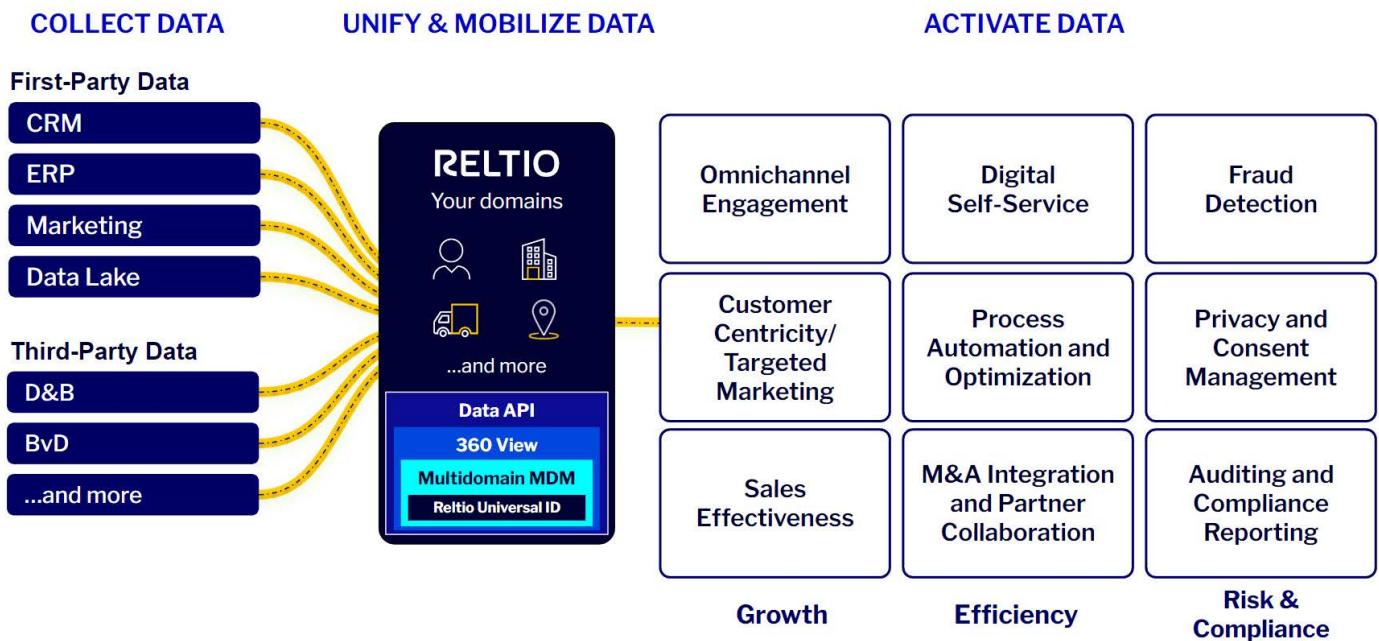 COLLECT DATA
UNIFY & MOBILIZE DATA
ACTIVATE DATA
First-Party Data
CRM
ERP
Marketing
Data Lake
Third-Party Data
D&B
BvD
...and more
RELTIO
Your domains
...and more
Data API
360 View
Multidomain MDM
Reltio Universal ID
Omnichannel
Engagement
Digital
Self-Service
Fraud
Detection
Customer
Centricity/
Targeted
Marketing
Process
Automation and
Optimization
Privacy and
Consent
Management
Sales
Effectiveness
M&A Integration
and Partner
Collaboration
Auditing and
Compliance
Reporting
Growth
Efficiency
Risk &
Compliance